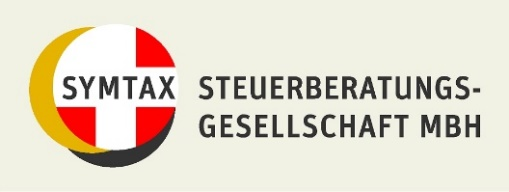 SYMTAX
STEUERBERATUNGS-
GESELLSCHAFT MBH